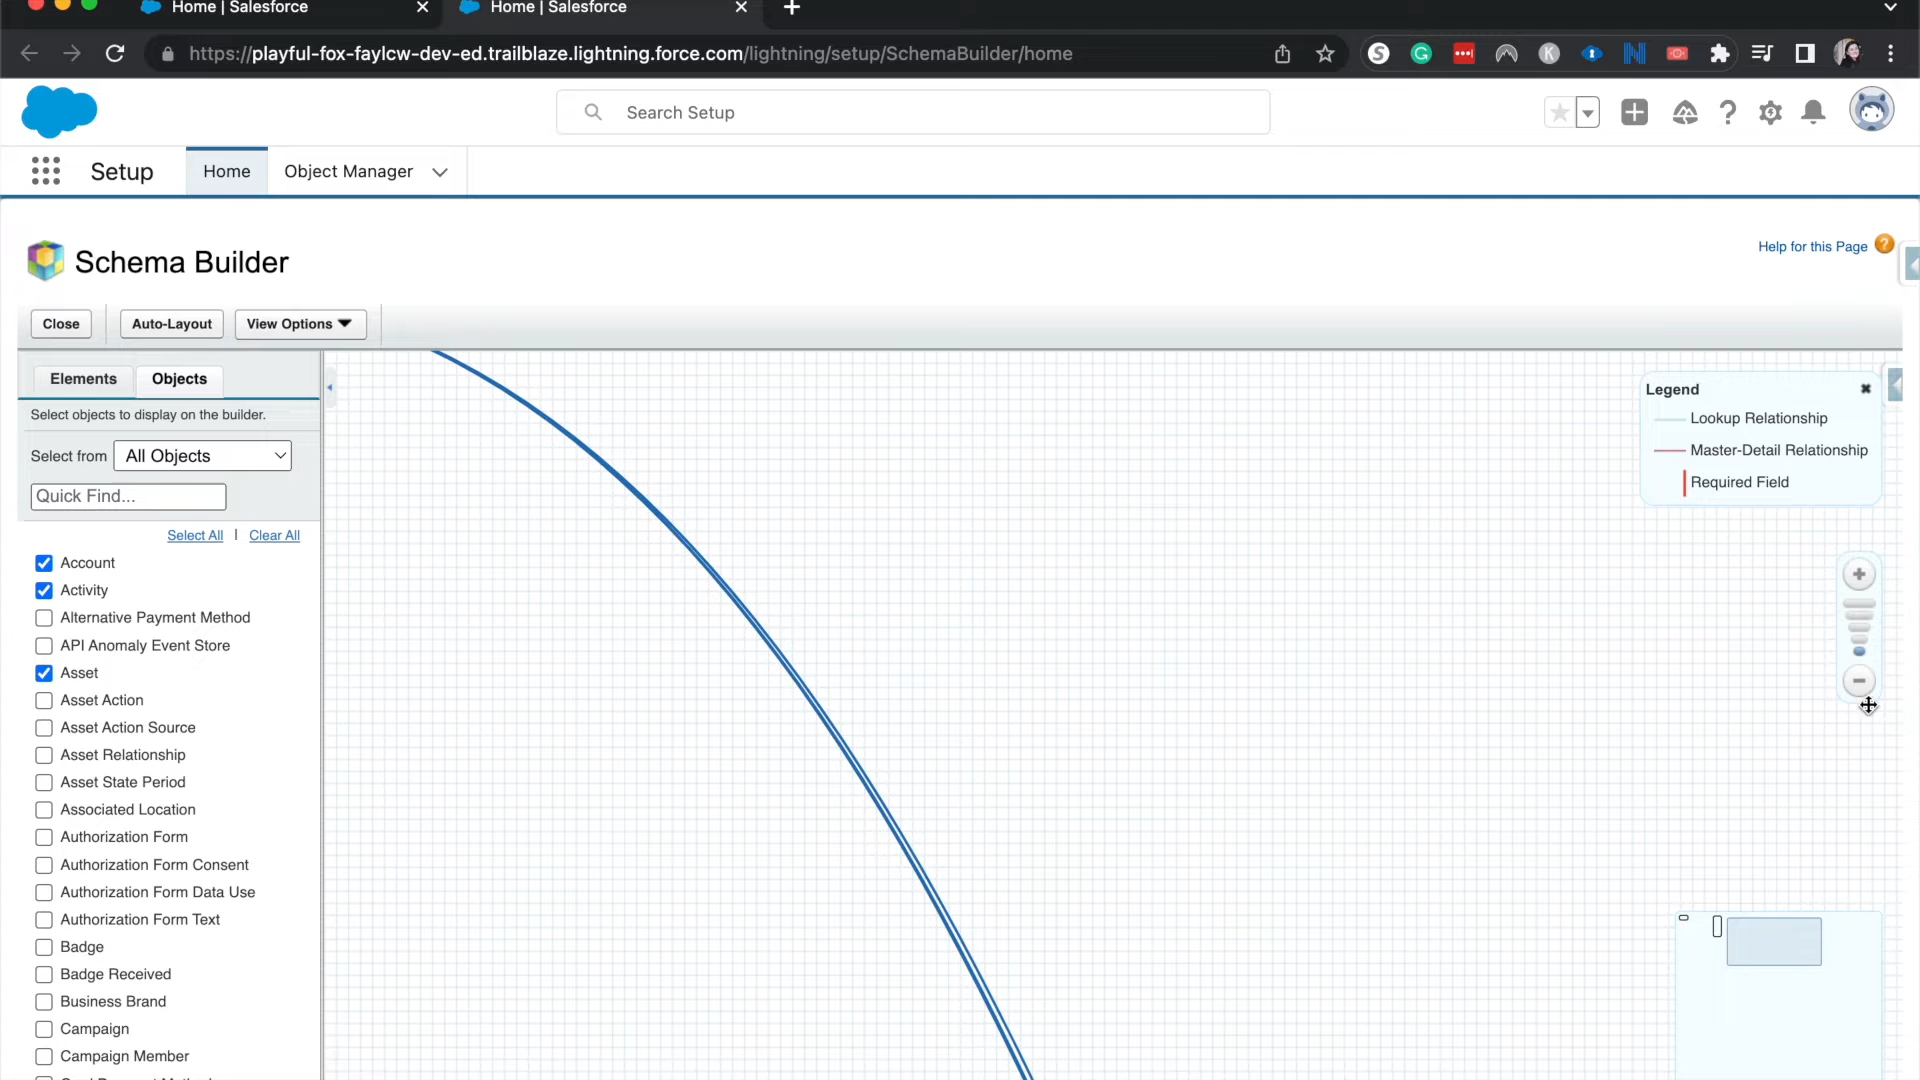 Home | Salesforce
Home | Salesforce
https://playful-fox-faylcw-dev-ed.trailblaze.lightning.force.com/lightning/setup/SchemaBuilder/home
Search Setup
Setup
Home
Object Manager
Schema Builder
Help for this Page
Close
Auto-Layout
View Options
Elements
Objects
Select objects to display on the builder.
Select from
All Objects
Quick Find...
Select All | Clear All
Account
Activity
Alternative Payment Method
API Anomaly Event Store
Asset
Asset Action
Asset Action Source
Asset Relationship
Asset State Period
Associated Location
Authorization Form
Authorization Form Consent
Authorization Form Data Use
Authorization Form Text
Badge
Badge Received
Business Brand
Campaign
Campaign Member
Legend
Lookup Relationship
Master-Detail Relationship
Required Field